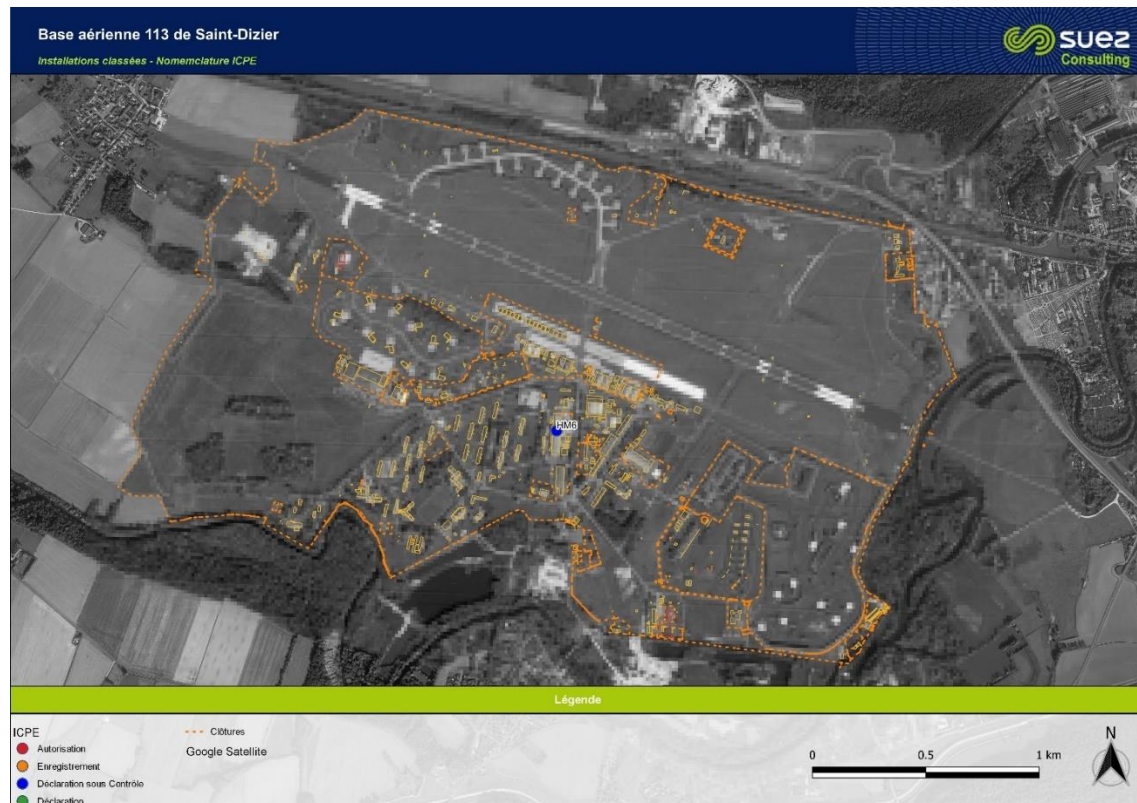 Base aérienne 113 de Saint-Dizier
Installations classées - Nomemclature ICPE
suez
Consulting
HM6
Légende
ICPE
Autorisation
Enregistrement
Déclaration sous Contrôle
Déclaration
Clôtures
Google Satellite
0 0.5 1 km
N